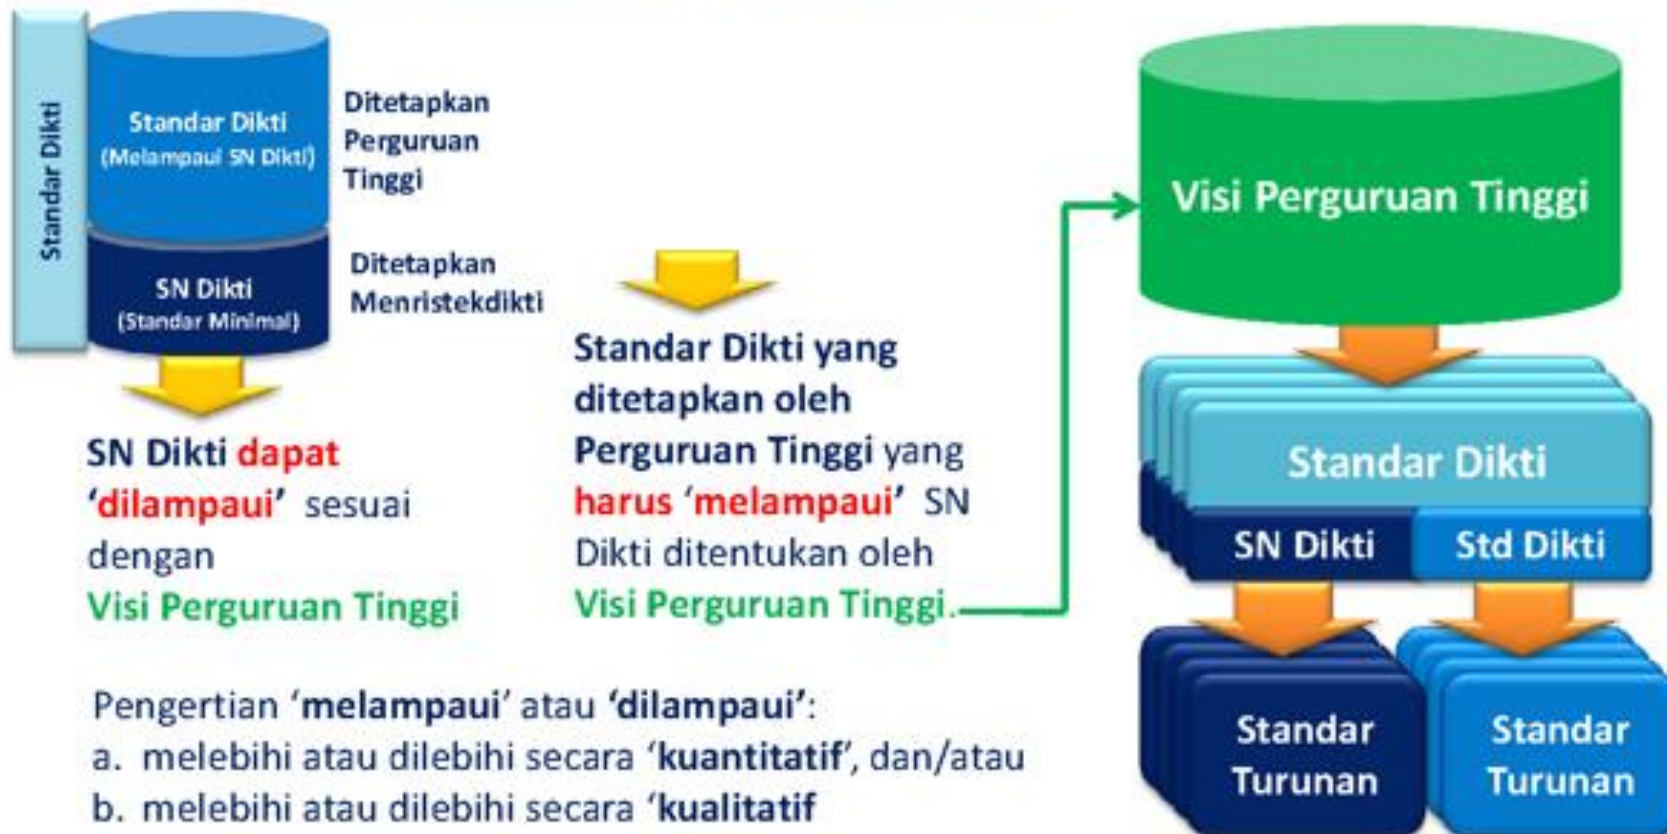 Standar Dikti
Standar Dikti
(Melampaui SN Dikti)
Ditetapkan
Perguruan
Tinggi
SN Dikti
(Standar Minimal)
Ditetapkan
Menristekdikti
SN Dikti dapat
‘dilampaui’ sesuai
dengan
Visi Perguruan Tinggi
Standar Dikti yang
ditetapkan oleh
Perguruan Tinggi yang
harus ‘melampaui’ SN
Dikti ditentukan oleh
Visi Perguruan Tinggi.
Pengertian ‘melampaui’ atau ‘dilampaui’:
a. melebihi atau dilebihi secara ‘kuantitatif’, dan/atau
b. melebihi atau dilebihi secara ‘kualitatif
Visi Perguruan Tinggi
Standar Dikti
SN Dikti
Std Dikti
Standar
Turunan
Standar
Turunan